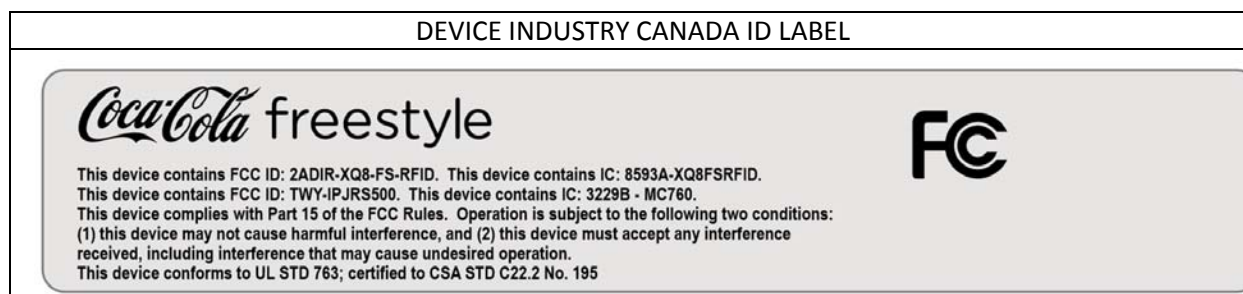 DEVICE INDUSTRY CANADA ID LABEL
Coca-Cola freestyle
FC
This device contains FCC ID: 2ADIR-XQ8-FS-RFID. This device contains IC: 8593A-XQ8FSRFID.
This device contains FCC ID: TWY-IPJRS500. This device contains IC: 3229B - MC760.
This device complies with Part 15 of the FCC Rules. Operation is subject to the following two conditions:
(1) this device may not cause harmful interference, and (2) this device must accept any interference
received, including interference that may cause undesired operation.
This device conforms to UL STD 763; certified to CSA STD C22.2 No. 195